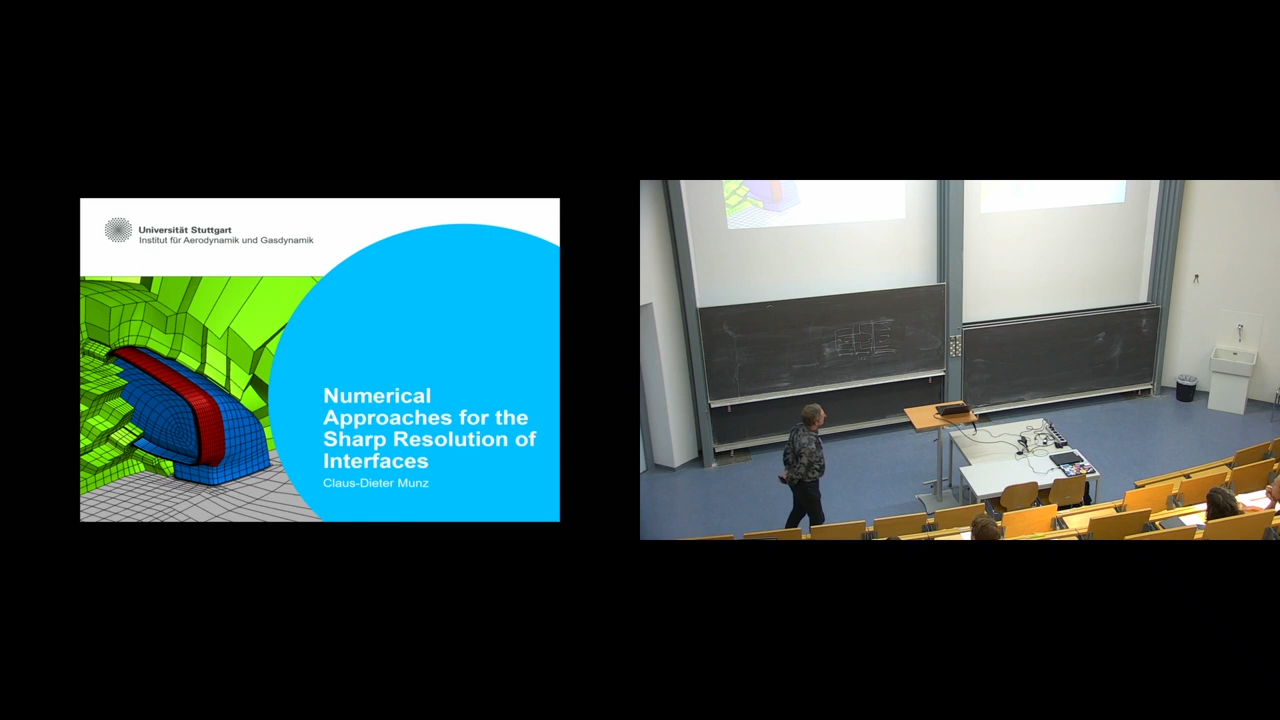 Universität Stuttgart
Institut für Aerodynamik und Gasdynamik
Numerical
Approaches for the
Sharp Resolution of
Interfaces
Claus-Dieter Munz